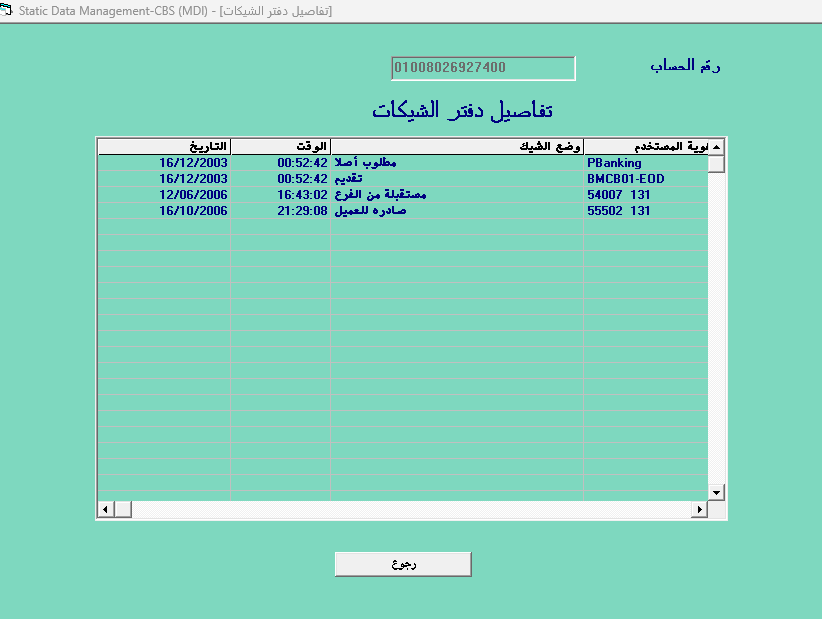 Static Data Management-CBS (MDI) - [تفاصيل دفتر الشيكات]
رقم الحساب 01008026927400
تفاصيل دفتر الشيكات
التاريخ الوقت وضع الشيك هوية المستخدم
16/12/2003 00:52:42 مطلوب أصلا PBanking
16/12/2003 00:52:42 تقديم BMCB01-EOD
12/06/2006 16:43:02 مستقبلة من الفرع 54007 131
16/10/2006 21:29:08 صادره للعميل 55502 131
رجوع